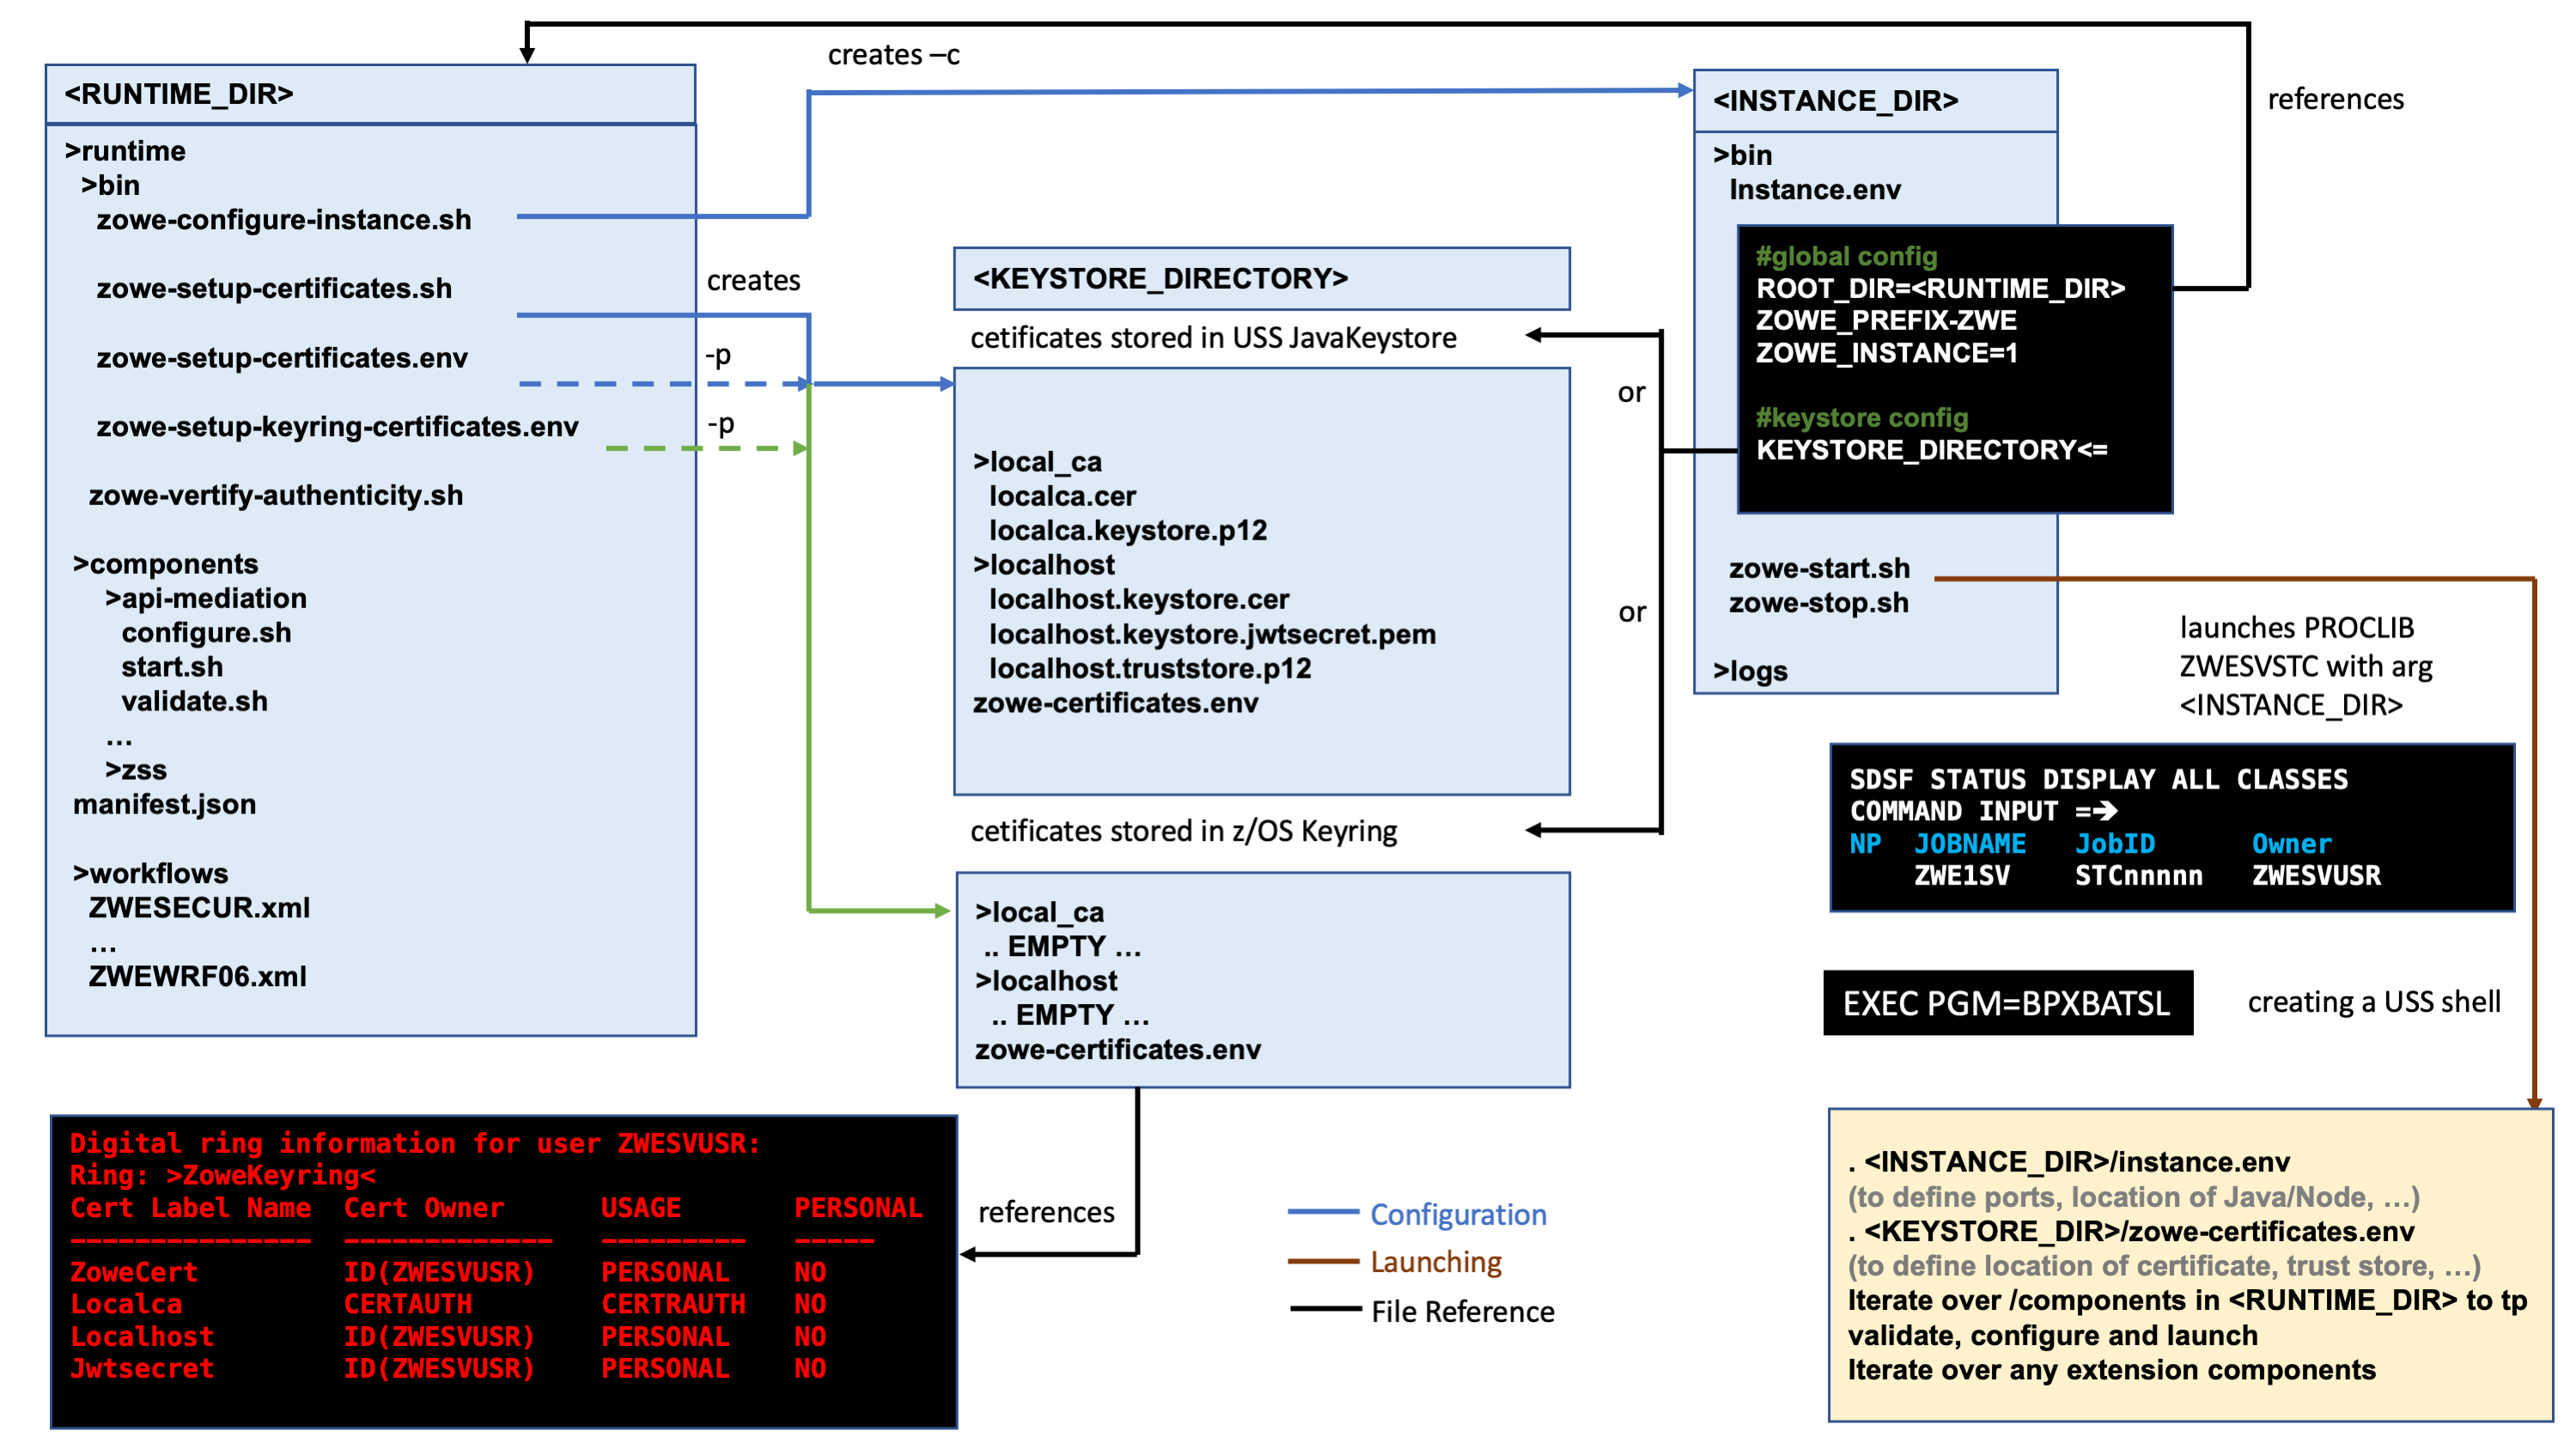 creates –c
<RUNTIME_DIR>
>runtime
>bin
zowe-configure-instance.sh
zowe-setup-certificates.sh
zowe-setup-certificates.env
zowe-setup-keyring-certificates.env
zowe-vertify-authenticity.sh
>components
>api-mediation
configure.sh
start.sh
validate.sh
...
>zss
manifest.json
>workflows
ZWESECUR.xml
...
ZWEWRF06.xml
creates
-p
-p
<KEYSTORE_DIRECTORY>
cetificates stored in USS JavaKeystore
>local_ca
localca.cer
localca.keystore.p12
>localhost
localhost.keystore.cer
localhost.keystore.jwtsecret.pem
localhost.truststore.p12
zowe-certificates.env
cetificates stored in z/OS Keyring
>local_ca
.. EMPTY ...
>localhost
.. EMPTY ...
zowe-certificates.env
or
or
<INSTANCE_DIR>
>bin
Instance.env
#global config
ROOT_DIR=<RUNTIME_DIR>
ZOWE_PREFIX-ZWE
ZOWE_INSTANCE=1
#keystore config
KEYSTORE_DIRECTORY<=
zowe-start.sh
zowe-stop.sh
>logs
references
launches PROCLIB
ZWESVSTC with arg
<INSTANCE_DIR>
SDSF STATUS DISPLAY ALL CLASSES
COMMAND INPUT =➔
NP JOBNAME JobID Owner
ZWE1SV STCnnnnn ZWESVUSR
EXEC PGM=BPXBATSL
creating a USS shell
. <INSTANCE_DIR>/instance.env
(to define ports, location of Java/Node, ...)
. <KEYSTORE_DIR>/zowe-certificates.env
(to define location of certificate, trust store, ...)
Iterate over /components in <RUNTIME_DIR> to tp
validate, configure and launch
Iterate over any extension components
Digital ring information for user ZWESVUSR:
Ring: >ZoweKeyring<
Cert Label Name Cert Owner USAGE PERSONAL
--------------- ------------- --------- -----
ZoweCert ID(ZWESVUSR) PERSONAL NO
Localca CERTAUTH CERTRAUTH NO
Localhost ID(ZWESVUSR) PERSONAL NO
Jwtsecret ID(ZWESVUSR) PERSONAL NO
references
Configuration
Launching
File Reference